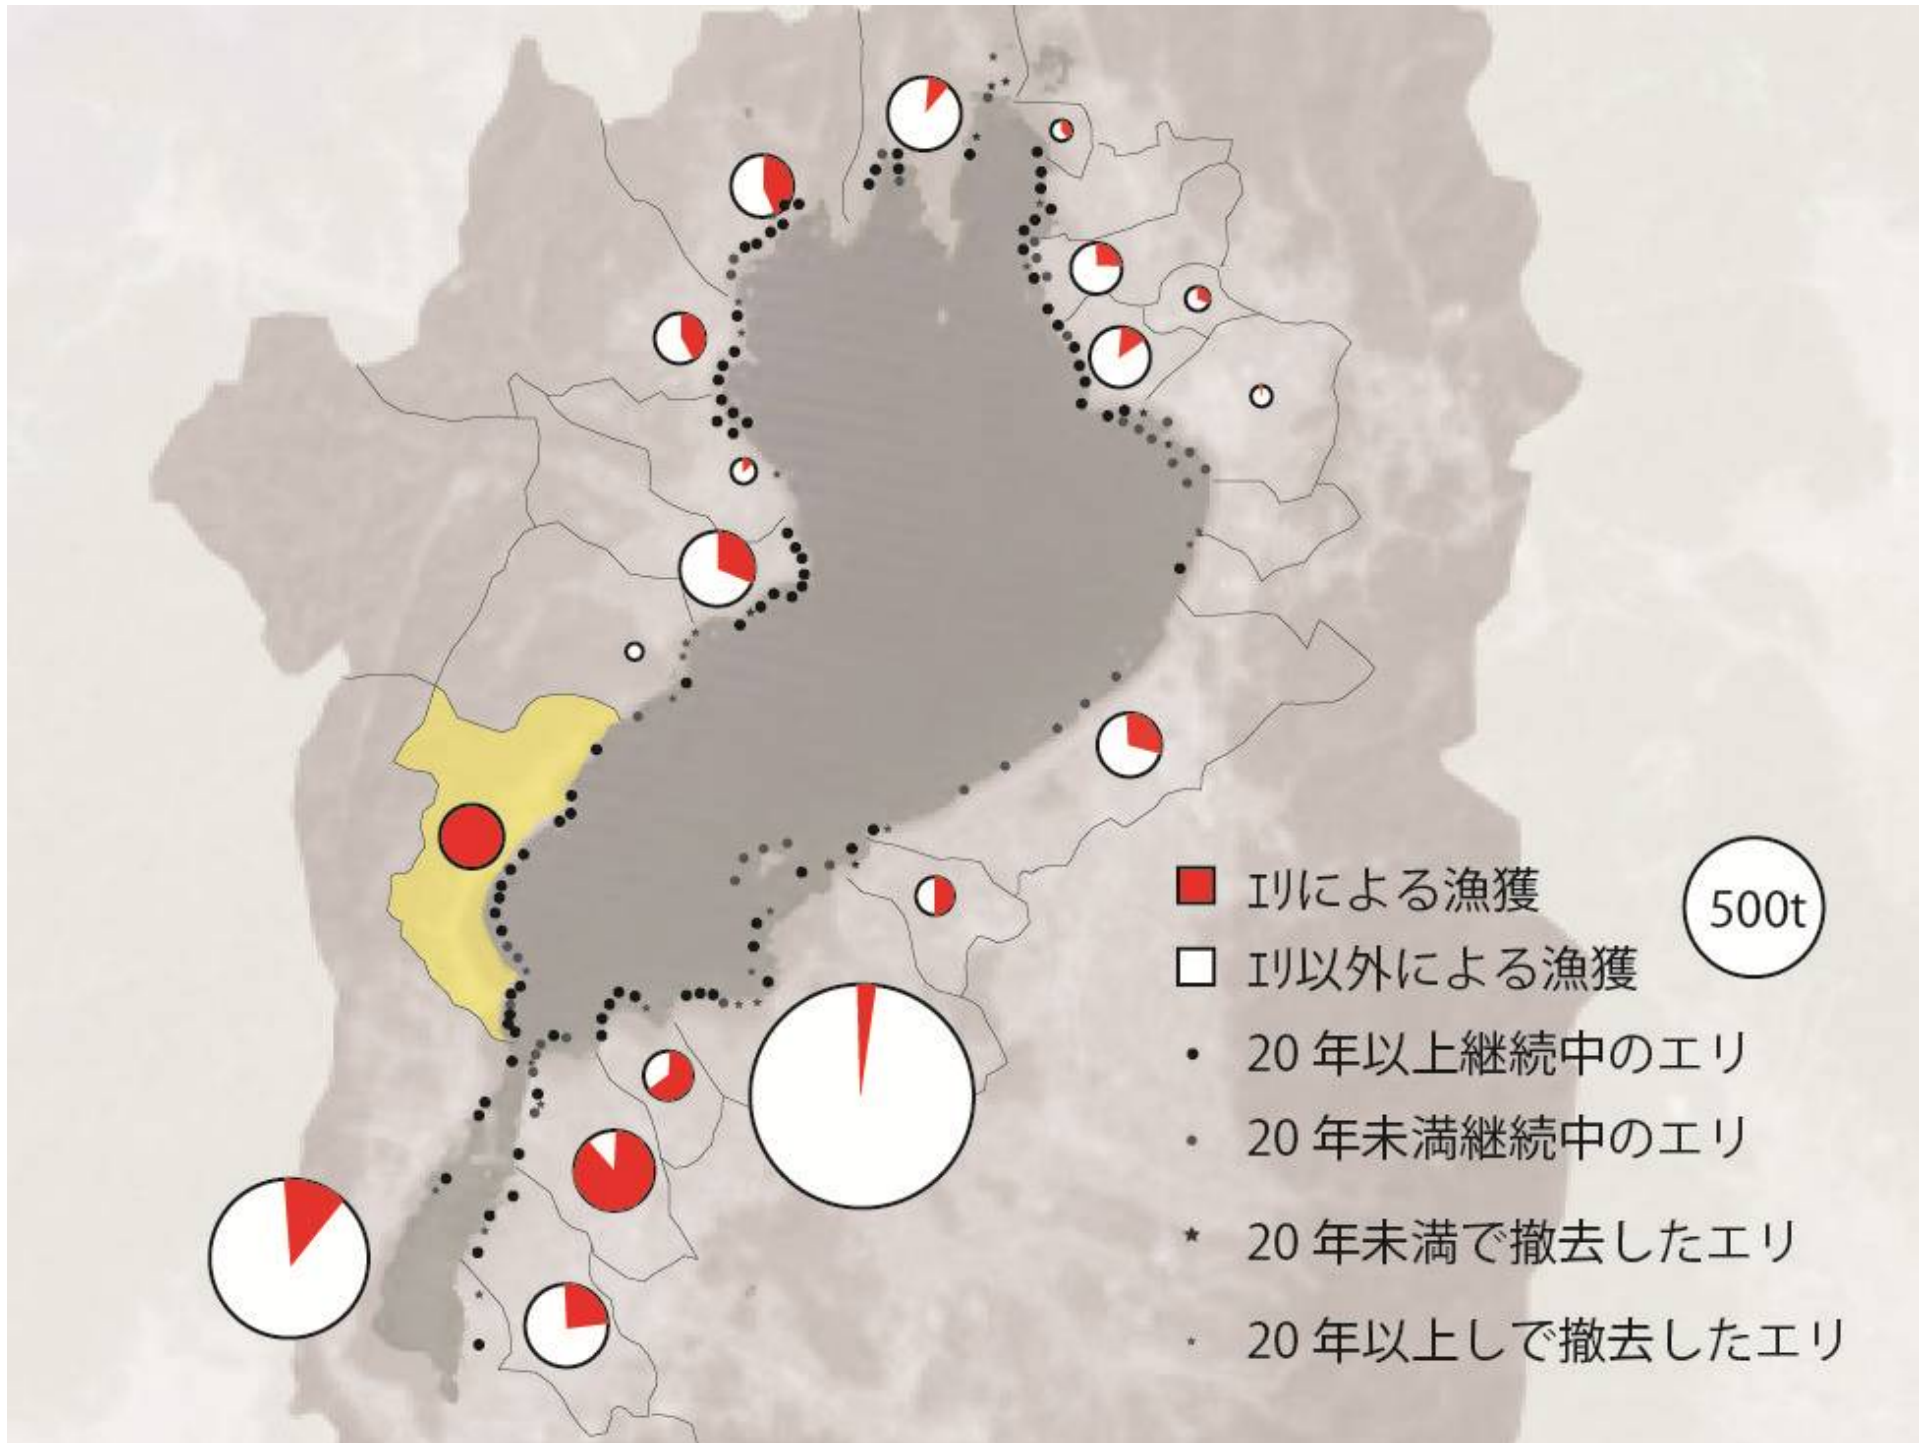 ｴﾘによる漁獲
500t
ｴﾘ以外による漁獲
20 年以上継続中のエリ
20 年未満継続中のエリ
20 年未満で撤去したエリ
20 年以上しで撤去したエリ